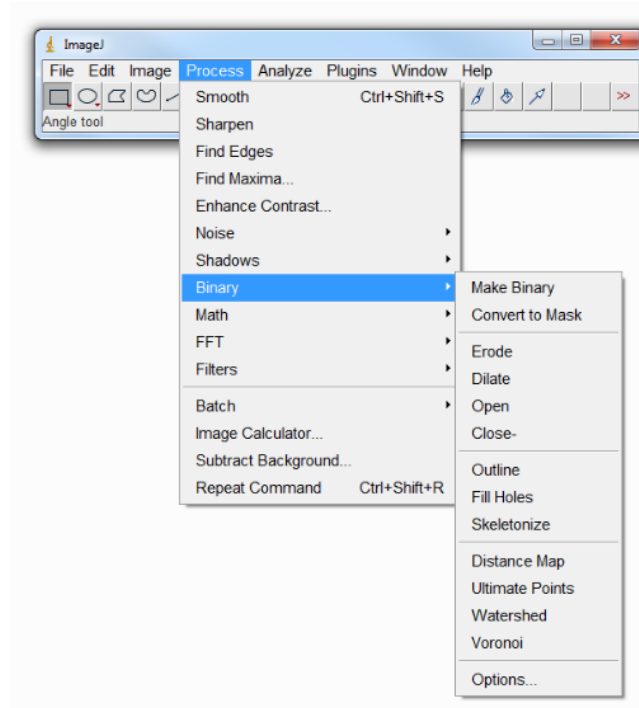 ImageJ
File Edit Image Process Analyze Plugins Window Help
>>
Angle tool
Smooth Ctrl+Shift+S
Sharpen
Find Edges
Find Maxima...
Enhance Contrast...
Noise
Shadows
Binary
Math
FFT
Filters
Batch
Image Calculator...
Subtract Background...
Repeat Command Ctrl+Shift+R
Make Binary
Convert to Mask
Erode
Dilate
Open
Close-
Outline
Fill Holes
Skeletonize
Distance Map
Ultimate Points
Watershed
Voronoi
Options...